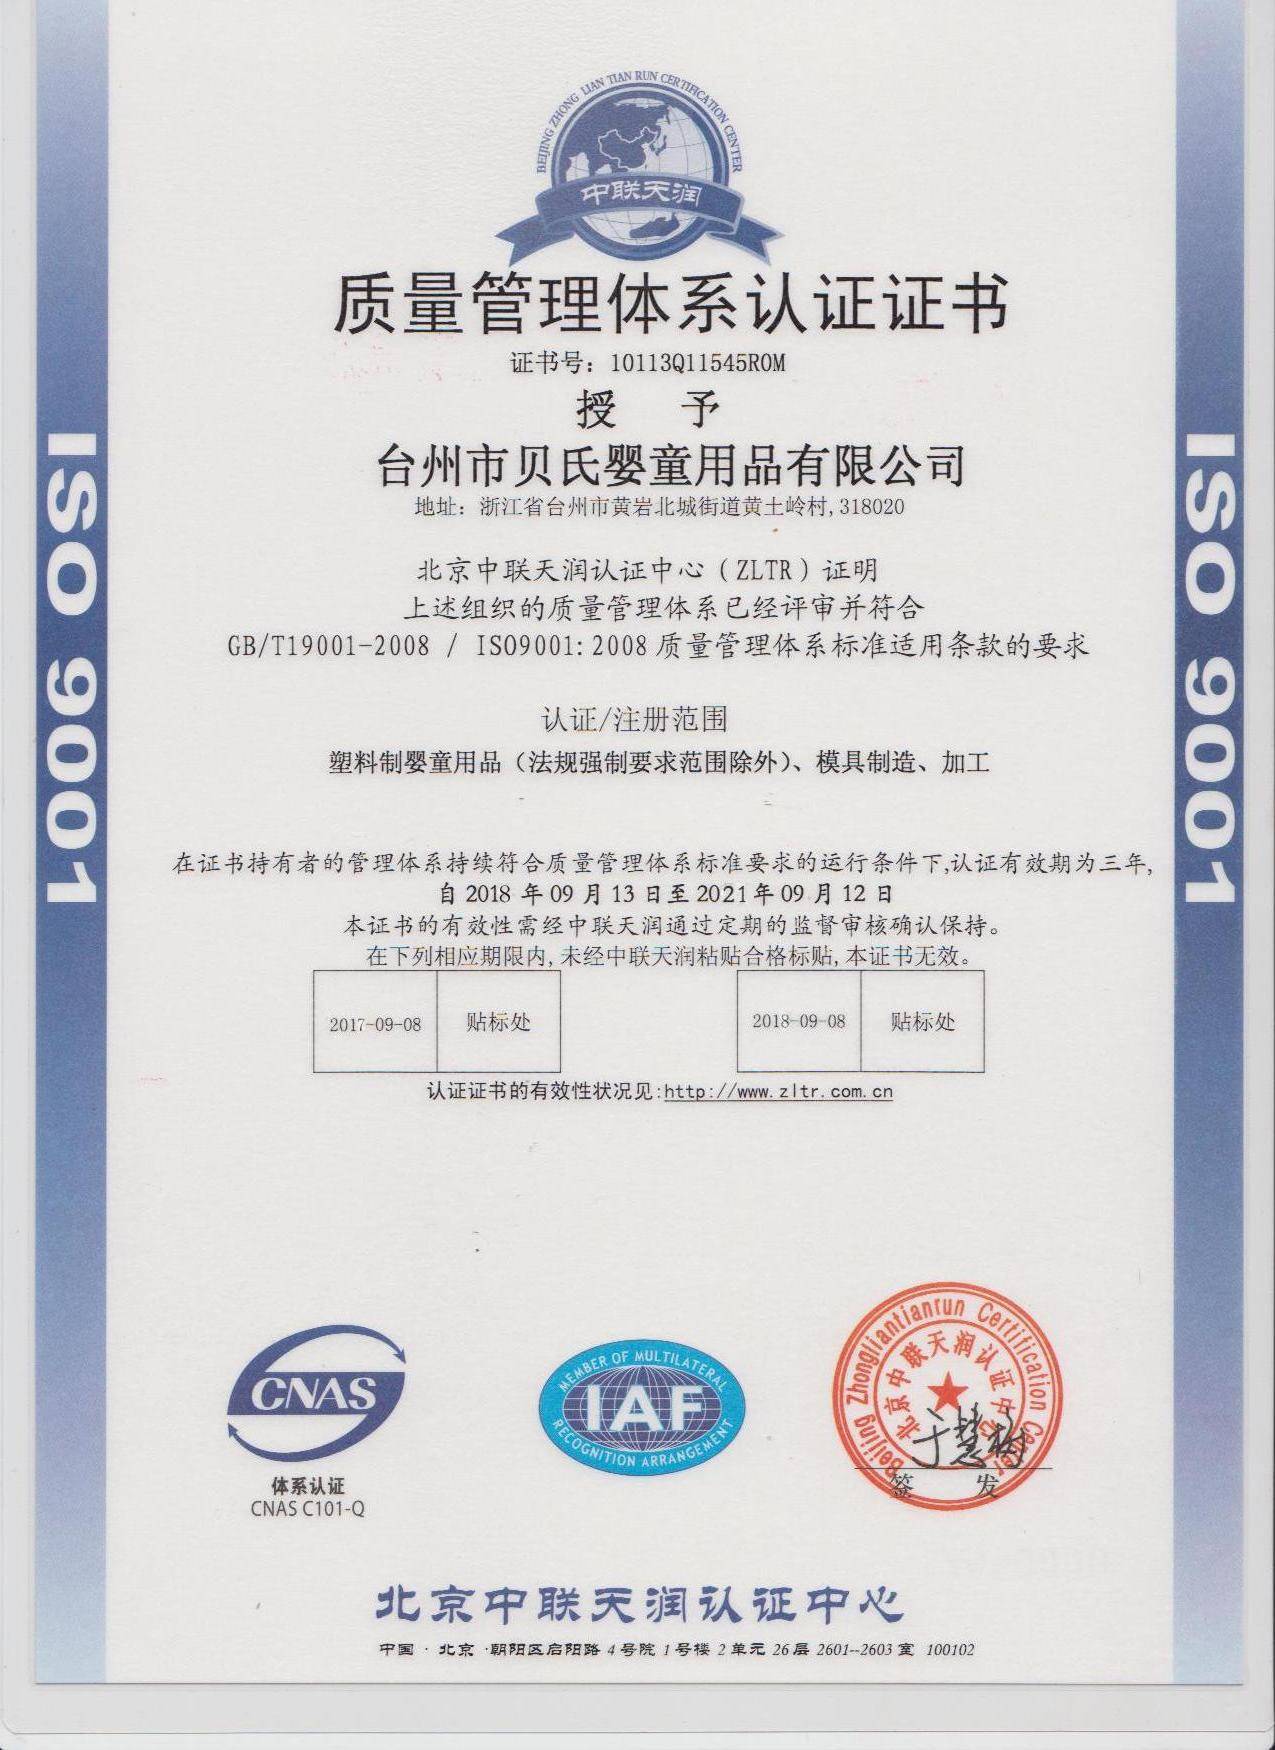 BEIJING ZHONG LIAN TIAN RUN CERTIFICATION CENTER
中联天润
质量管理体系认证证书
证书号：10113Q11545R0M
授 予
台州市贝氏婴童用品有限公司
地址：浙江省台州市黄岩北城街道黄土岭村,318020
北京中联天润认证中心（ZLTR）证明
上述组织的质量管理体系已经评审并符合
GB/T19001-2008 / ISO9001:2008 质量管理体系标准适用条款的要求
认证/注册范围
塑料制婴童用品（法规强制要求范围除外）、模具制造、加工
在证书持有者的管理体系持续符合质量管理体系标准要求的运行条件下,认证有效期为三年,
自 2018 年 09 月 13 日至 2021 年 09 月 12 日
本证书的有效性需经中联天润通过定期的监督审核确认保持。
在下列相应期限内,未经中联天润粘贴合格标贴,本证书无效。
2017-09-08 贴标处 2018-09-08 贴标处
认证证书的有效性状况见:http://www.zltr.com.cn
ISO 9001
ISO 9001
CNAS
体系认证
CNAS C101-Q
MEMBER OF MULTILATERAL
IAF
RECOGNITION ARRANGEMENT
Beijing Zhongliantianrun Certification Center
北京中联天润认证中心
于慧梅
签 发
北京中联天润认证中心
中国 · 北京 ·朝阳区启阳路 4 号院 1 号楼 2 单元 26 层 2601--2603 室 100102